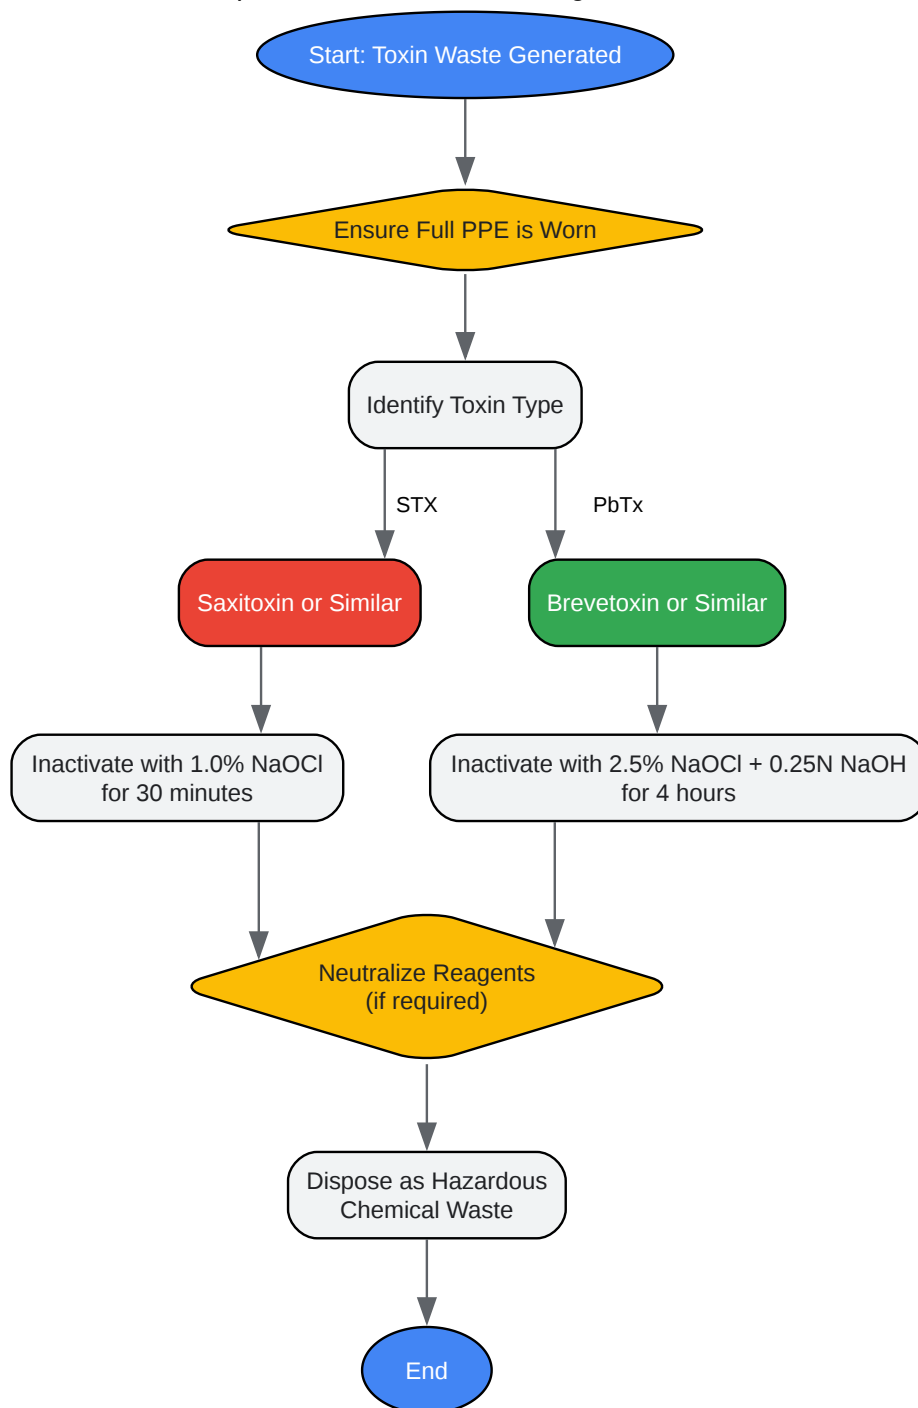 Start: Toxin Waste Generated
Ensure Full PPE is Worn
Identify Toxin Type
STX
PbTx
Saxitoxin or Similar
Brevetoxin or Similar
Inactivate with 1.0% NaOCl
for 30 minutes
Inactivate with 2.5% NaOCl + 0.25N NaOH
for 4 hours
Neutralize Reagents
(if required)
Dispose as Hazardous
Chemical Waste
End